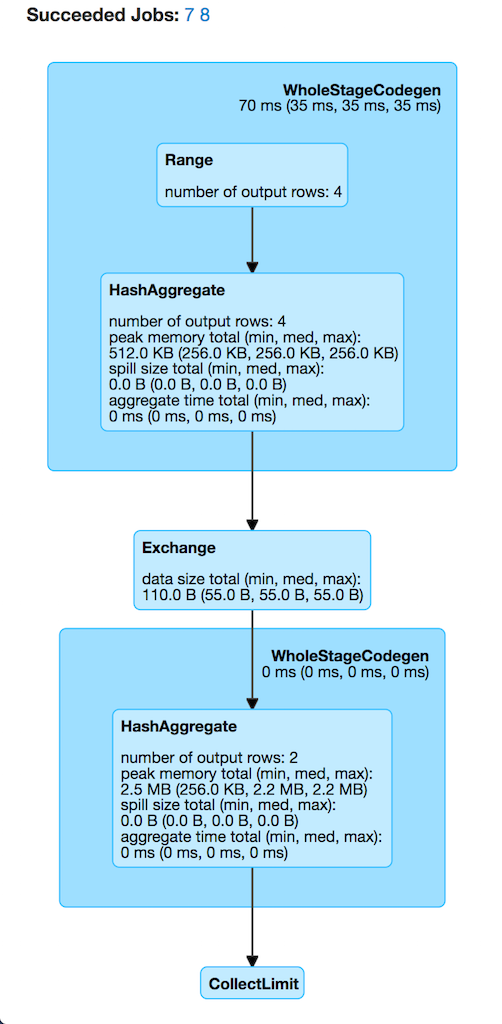 Succeeded Jobs: 7 8
WholeStageCodegen
70 ms (35 ms, 35 ms, 35 ms)
Range
number of output rows: 4
HashAggregate
number of output rows: 4
peak memory total (min, med, max):
512.0 KB (256.0 KB, 256.0 KB, 256.0 KB)
spill size total (min, med, max):
0.0 B (0.0 B, 0.0 B, 0.0 B)
aggregate time total (min, med, max):
0 ms (0 ms, 0 ms, 0 ms)
Exchange
data size total (min, med, max):
110.0 B (55.0 B, 55.0 B, 55.0 B)
WholeStageCodegen
0 ms (0 ms, 0 ms, 0 ms)
HashAggregate
number of output rows: 2
peak memory total (min, med, max):
2.5 MB (256.0 KB, 2.2 MB, 2.2 MB)
spill size total (min, med, max):
0.0 B (0.0 B, 0.0 B, 0.0 B)
aggregate time total (min, med, max):
0 ms (0 ms, 0 ms, 0 ms)
CollectLimit